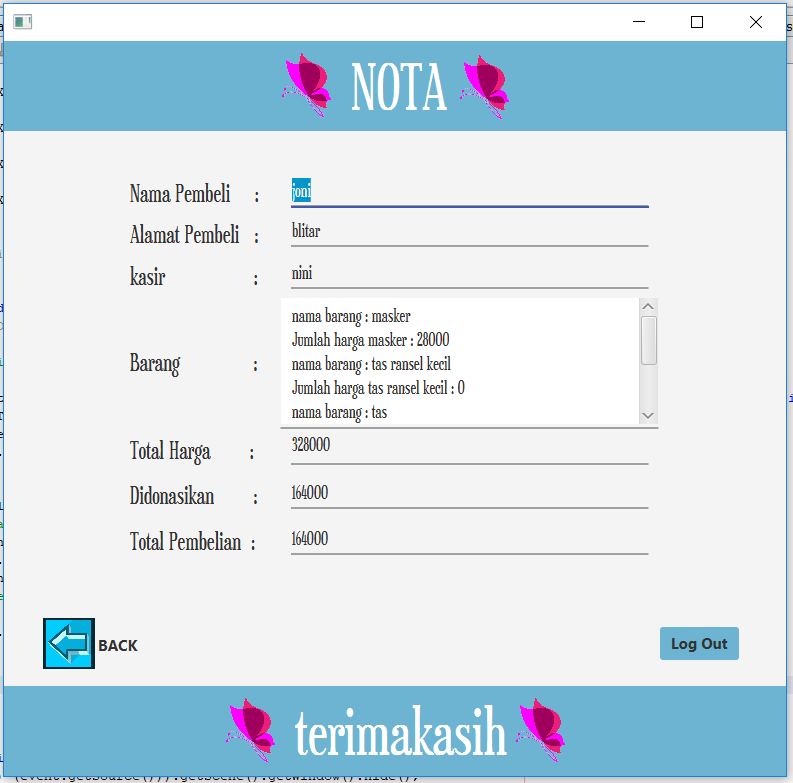 NOTA
Nama Pembeli : joni
Alamat Pembeli : blitar
kasir : nini
Barang :
nama barang : masker
Jumlah harga masker : 28000
nama barang : tas ransel kecil
Jumlah harga tas ransel kecil : 0
nama barang : tas
Total Harga : 328000
Didonasikan : 164000
Total Pembelian : 164000
BACK
Log Out
terimakasih